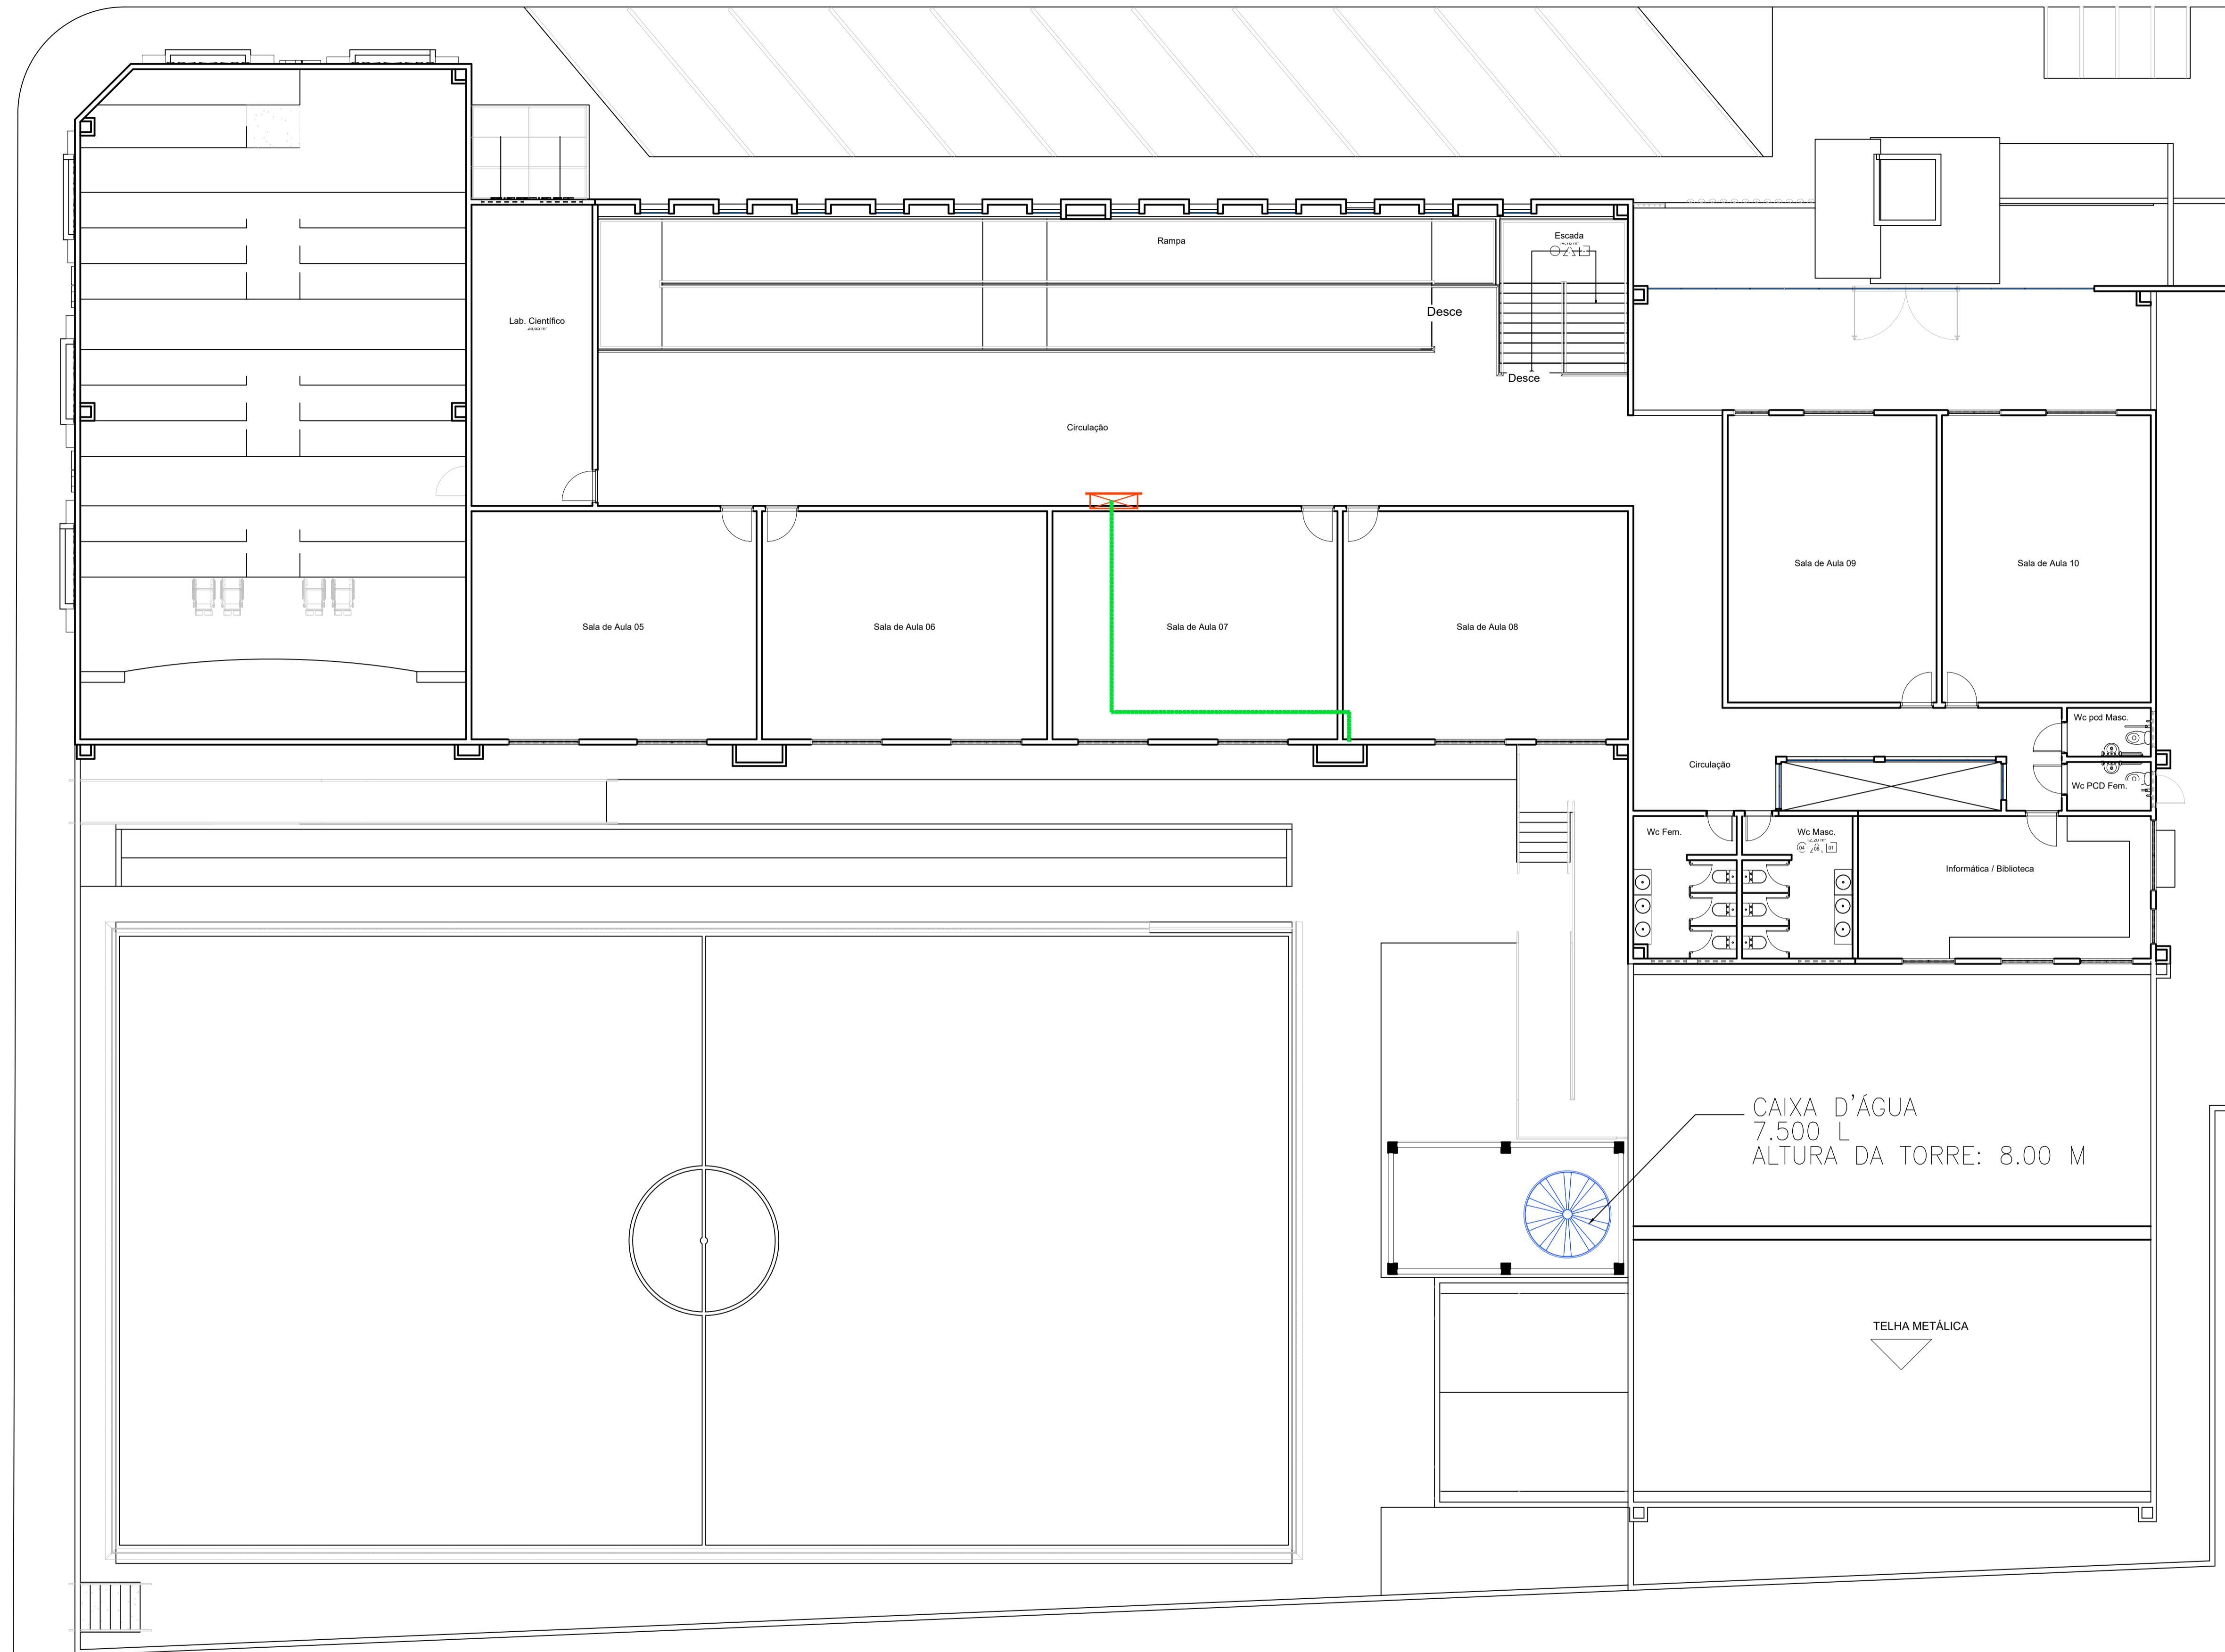 Rampa
Escada
Desce
Desce
Lab. Científico
Circulação
Sala de Aula 05
Sala de Aula 06
Sala de Aula 07
Sala de Aula 08
Sala de Aula 09
Sala de Aula 10
Wc pcd Masc.
Wc PCD Fem.
Circulação
Wc Fem.
Wc Masc.
04
01
Informática / Biblioteca
CAIXA D'ÁGUA
7.500 L
ALTURA DA TORRE: 8.00 M
TELHA METÁLICA